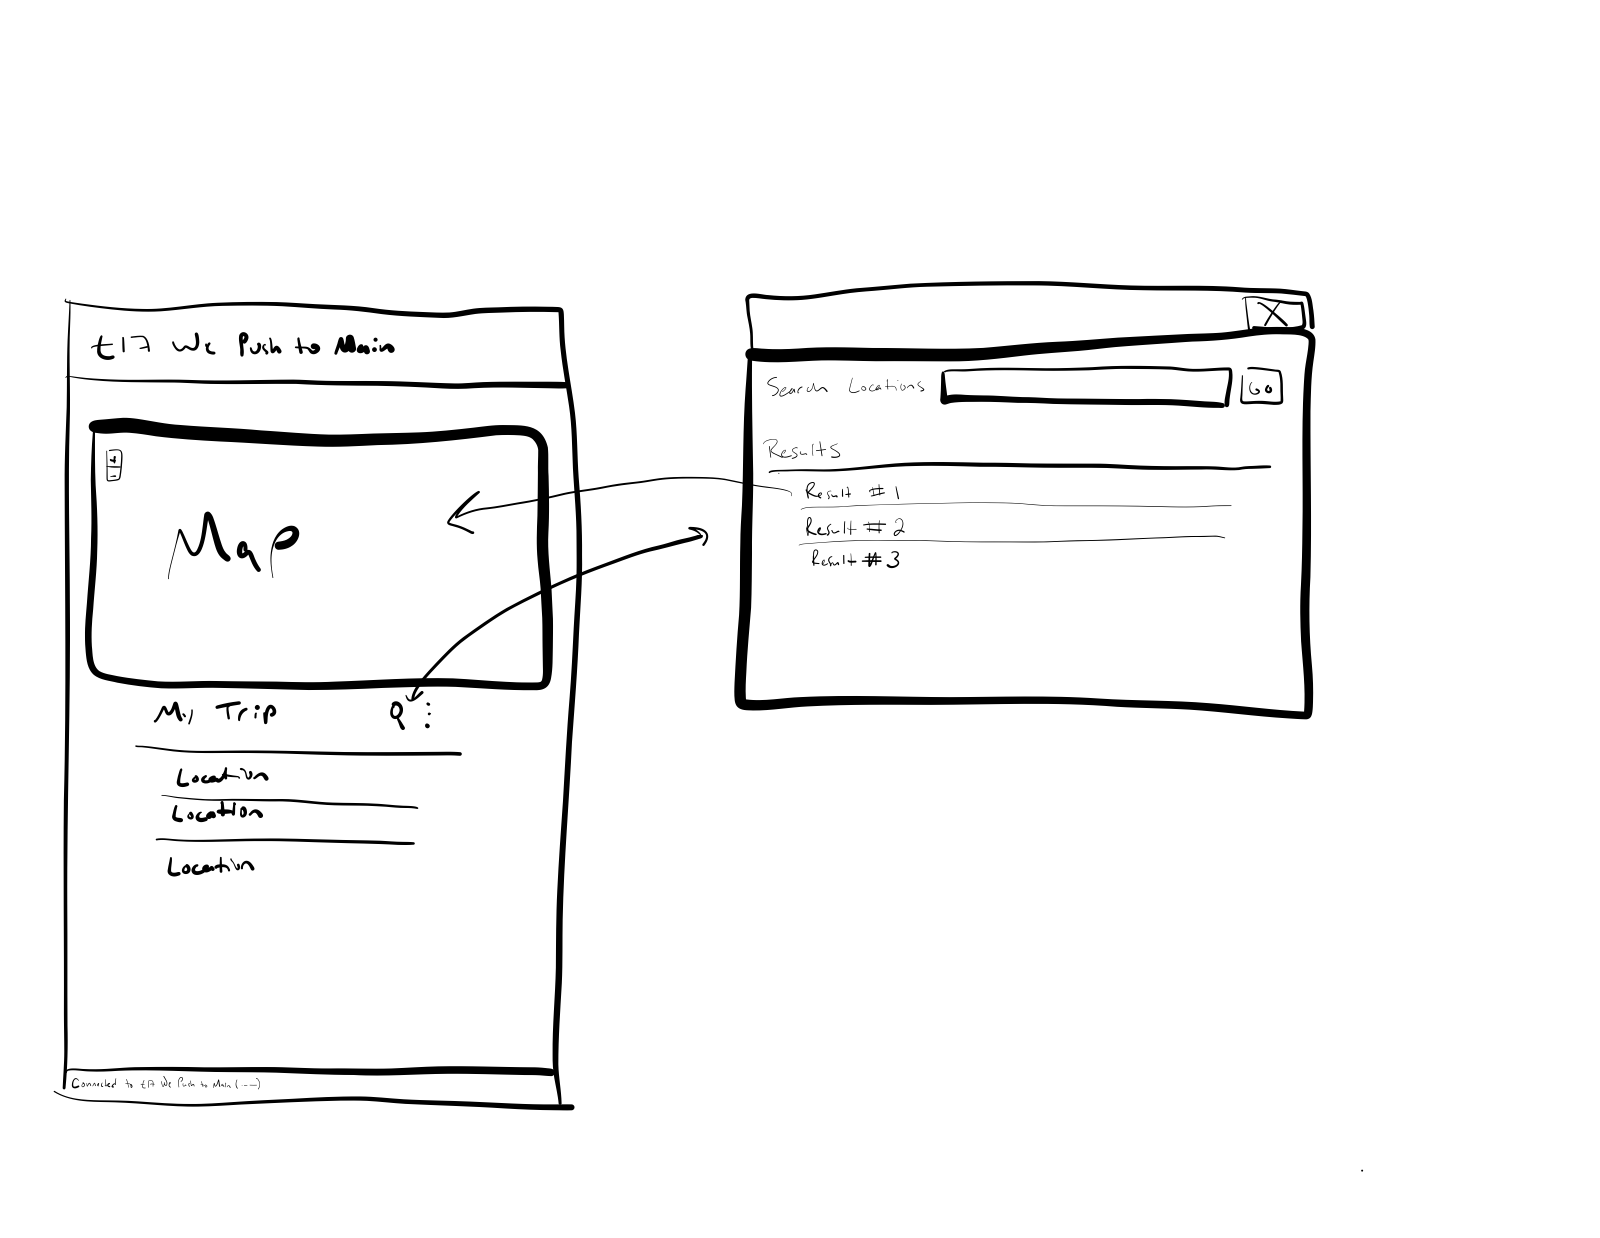 t17 We Push to Main
+
-
Map
My Trip
Location
Location
Location
Connected to t17 We Push to Main (----)
X
Search Locations
GO
Results
Result #1
Result #2
Result #3